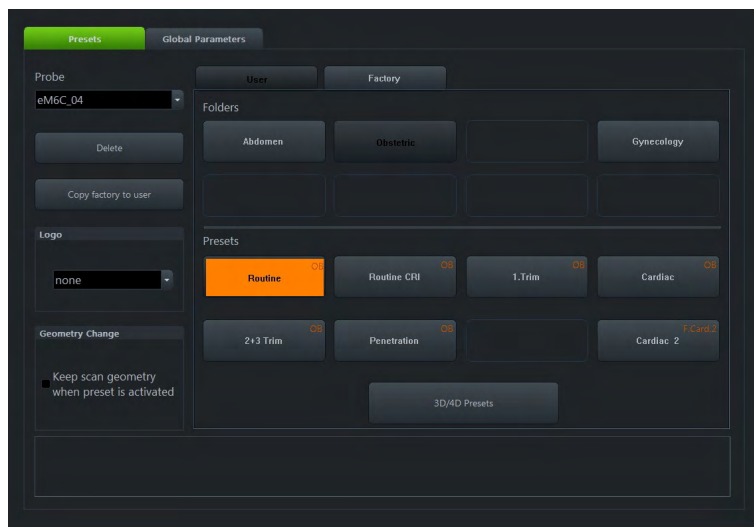 Presets
Global Parameters
Probe
eM6C_04
Delete
Copy factory to user
Logo
none
Geometry Change
Keep scan geometry
when preset is activated
User
Factory
Folders
Abdomen
Obstetric
Gynecology
Presets
OB
Routine
OB
Routine CRI
OB
1.Trim
OB
Cardiac
OB
2+3 Trim
OB
Penetration
F.Card.2
Cardiac 2
3D/4D Presets